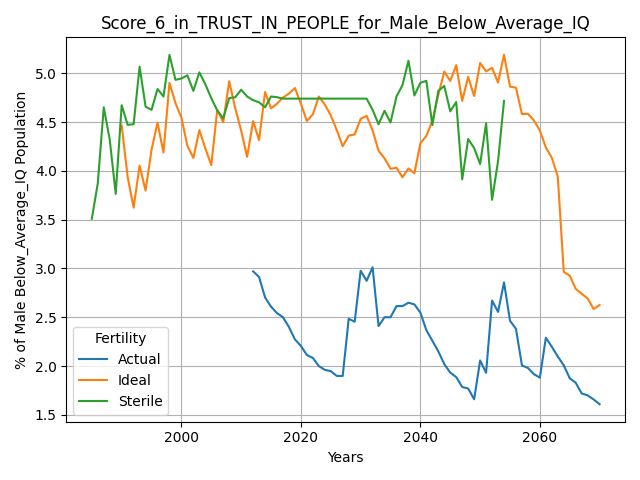 Score_6_in_TRUST_IN_PEOPLE_for_Male_Below_Average_IQ
% of Male Below_Average_IQ Population
5.0
4.5
4.0
3.5
3.0
2.5
2.0
1.5
Fertility
Actual
Ideal
Sterile
2000
2020
2040
2060
Years